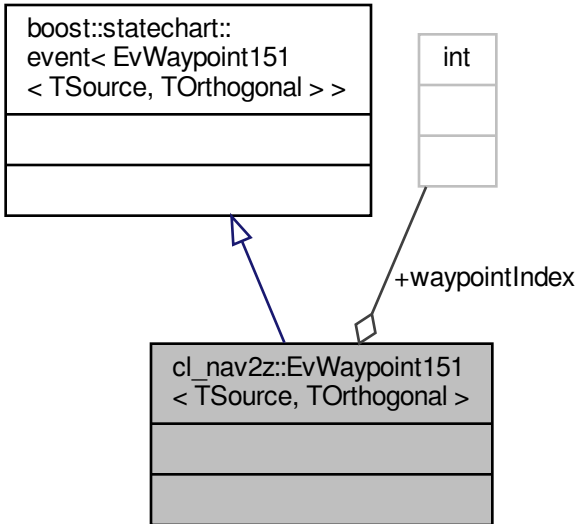 boost::statechart::
event< EvWaypoint151
< TSource, TOrthogonal > >
int
+waypointIndex
cl_nav2z::EvWaypoint151
< TSource, TOrthogonal >